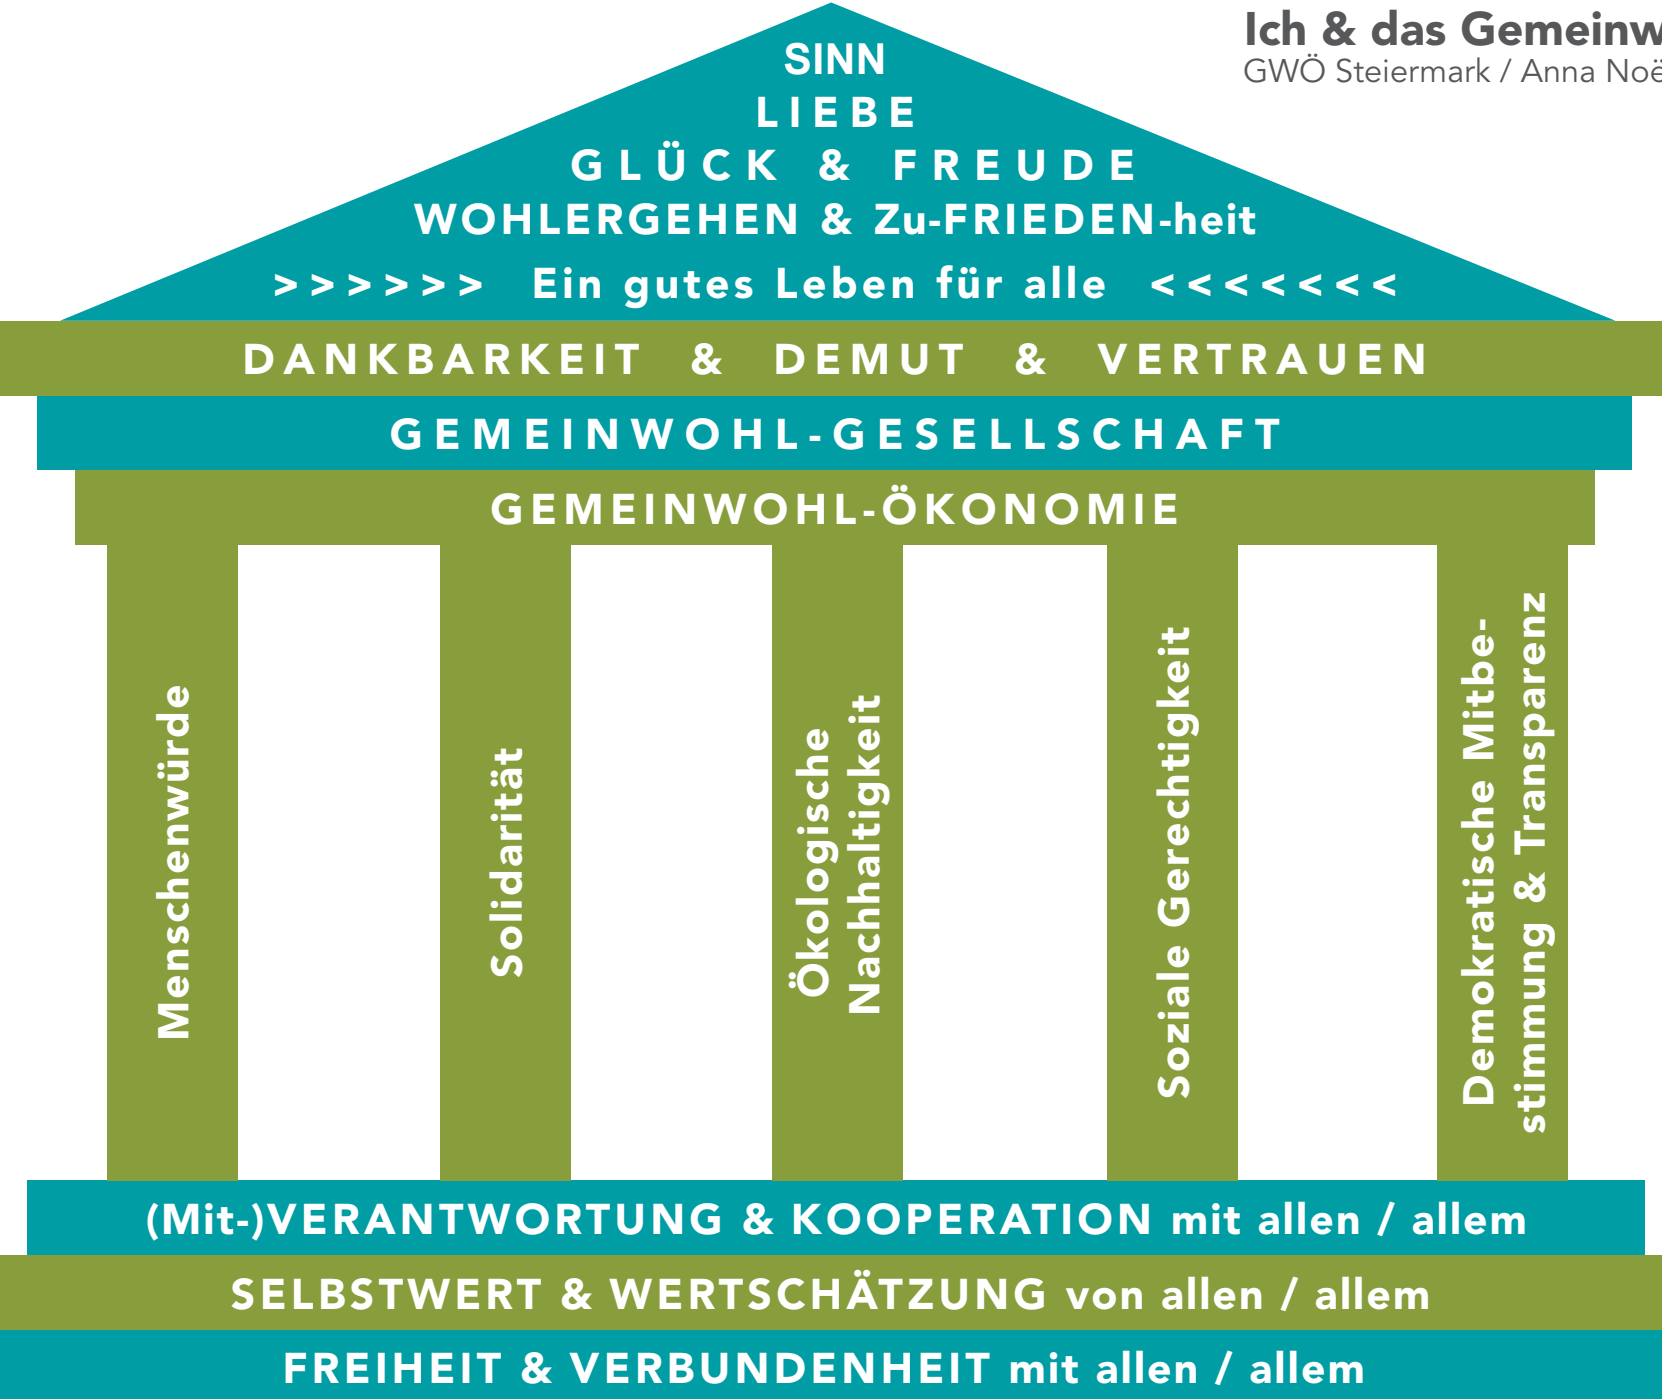 Ich & das Gemeinw
GWÖ Steiermark / Anna Noë
SINN
LIEBE
GLÜCK & FREUDE
WOHLERGEHEN & Zu-FRIEDEN-heit
>>>>>> Ein gutes Leben für alle <<<<<<<
DANKBARKEIT & DEMUT & VERTRAUEN
GEMEINWOHL-GESELLSCHAFT
GEMEINWOHL-ÖKONOMIE
Menschenwürde
Solidarität
Ökologische
Nachhaltigkeit
Soziale Gerechtigkeit
Demokratische Mitbe-
stimmung & Transparenz
(Mit-)VERANTWORTUNG & KOOPERATION mit allen / allem
SELBSTWERT & WERTSCHÄTZUNG von allen / allem
FREIHEIT & VERBUNDENHEIT mit allen / allem